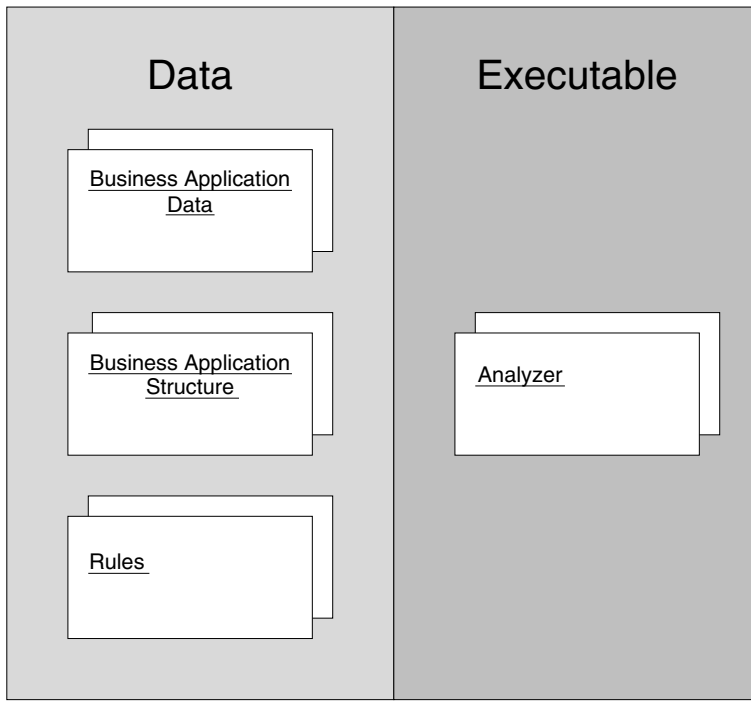 Data
Business Application
Data
Business Application
Structure
Rules
Executable
Analyzer